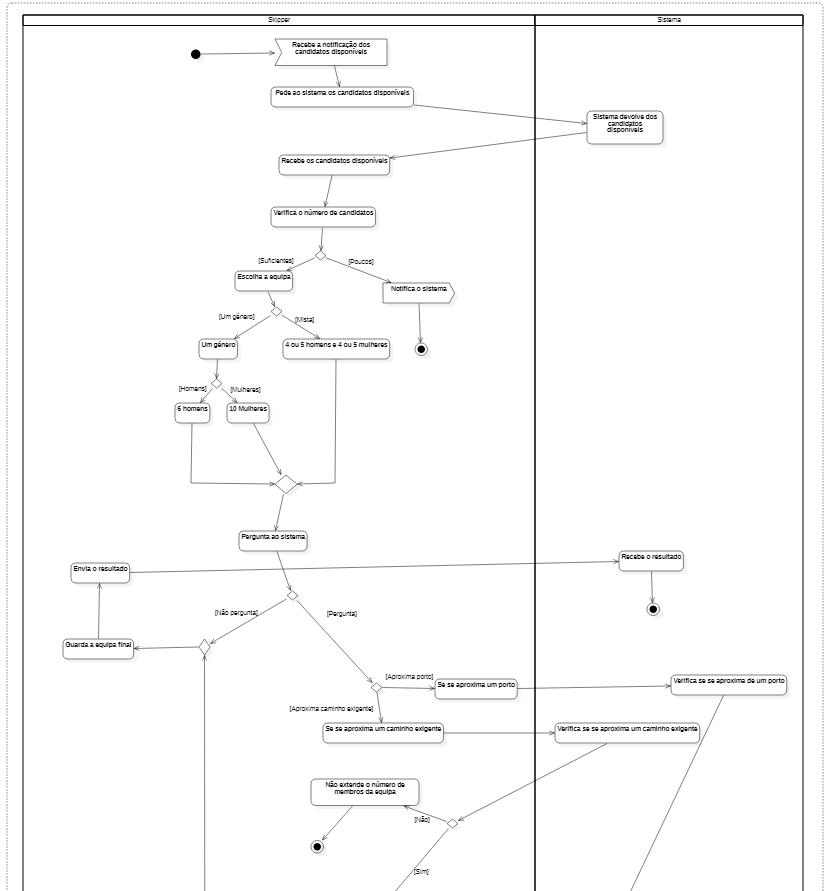 Skipper
Sistema
Recebe a notificação dos
candidatos disponíveis
Pede ao sistema os candidatos disponíveis
Sistema devolve dos
candidatos
disponíveis
Recebe os candidatos disponíveis
Verifica o número de candidatos
[Suficientes]
[Poucos]
Escolha a equipa
Notifica o sistema
[Um género]
[Mista]
Um género
4 ou 5 homens e 4 ou 5 mulheres
[Homens]
[Mulheres]
6 homens
10 Mulheres
Pergunta ao sistema
Recebe o resultado
Envia o resultado
[Não pergunta]
[Pergunta]
Guarda a equipa final
[Aproxima porto]
Se se aproxima um porto
Verifica se se aproxima de um porto
[Aproxima caminho exigente]
Se se aproxima um caminho exigente
Verifica se se aproxima um caminho exigente
Não extende o número de
membros da equipa
[Não]
[Sim]